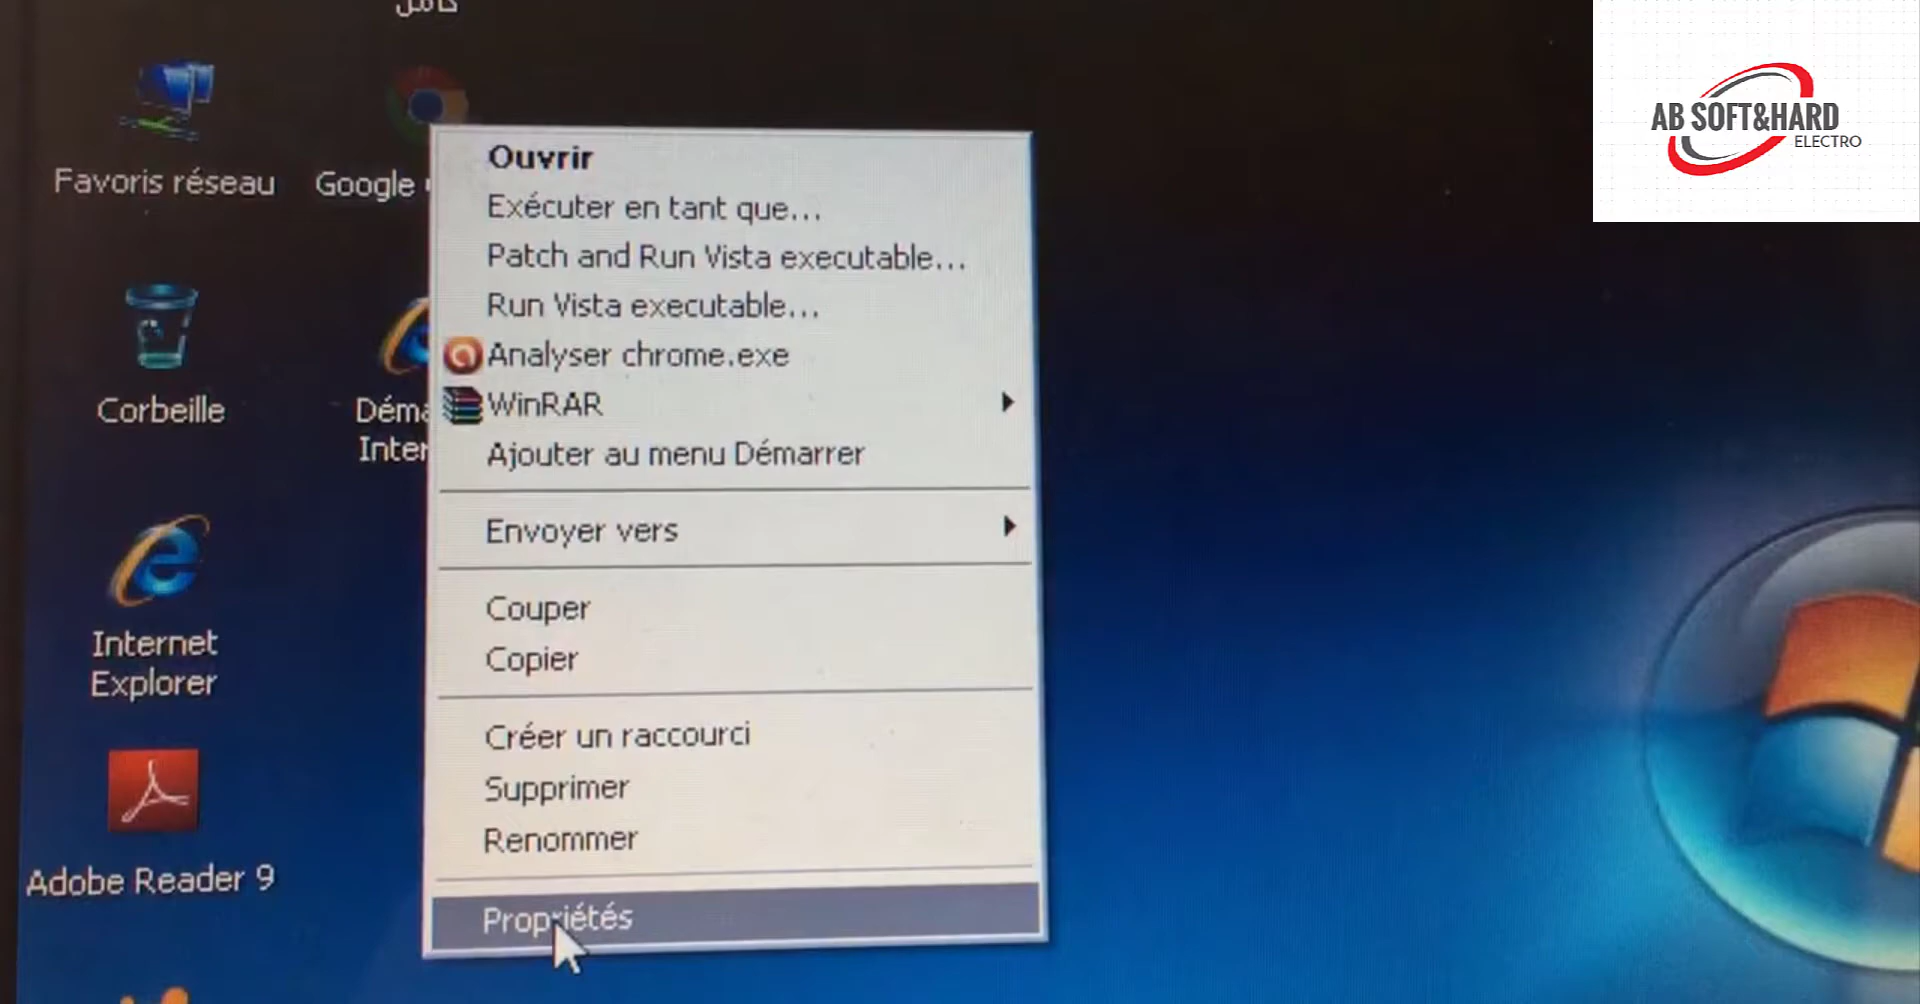 كامل
Favoris réseau
Google
Corbeille
Internet
Explorer
Adobe Reader 9
Ouvrir
Exécuter en tant que...
Patch and Run Vista executable...
Run Vista executable...
Analyser chrome.exe
WinRAR
Ajouter au menu Démarrer
Envoyer vers
Couper
Copier
Créer un raccourci
Supprimer
Renommer
Propriétés
AB SOFT&HARD
ELECTRO